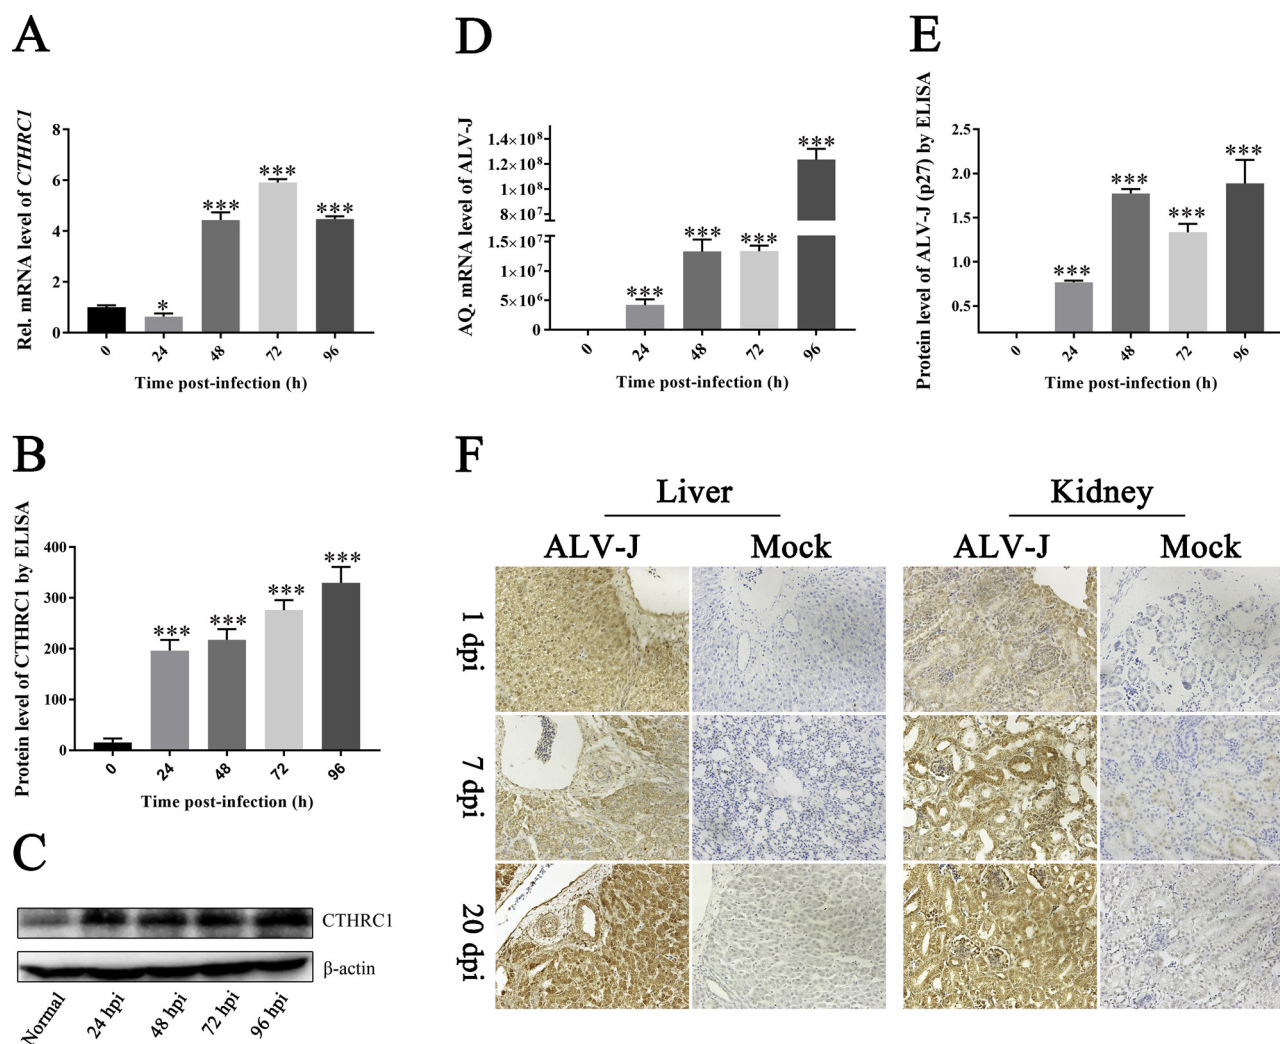 A
Rel. mRNA level of CTHRC1
8
6
4
2
0
***
***
***
*
0
24
48
72
96
Time post-infection (h)
D
AQ. mRNA level of ALV-J
1.4×10⁸
1.2×10⁸
1×10⁸
8×10⁷
1.5×10⁷
1×10⁷
5×10⁶
0
***
***
***
***
0
24
48
72
96
Time post-infection (h)
E
Protein level of ALV-J (p27) by ELISA
2.5
2.0
1.5
1.0
0.5
***
***
***
***
0
24
48
72
96
Time post-infection (h)
B
Protein level of CTHRC1 by ELISA
400
300
200
100
0
***
***
***
***
0
24
48
72
96
Time post-infection (h)
C
CTHRC1
β-actin
Normal
24 hpi
48 hpi
72 hpi
96 hpi
F
Liver
Kidney
ALV-J
Mock
ALV-J
Mock
1 dpi
7 dpi
20 dpi